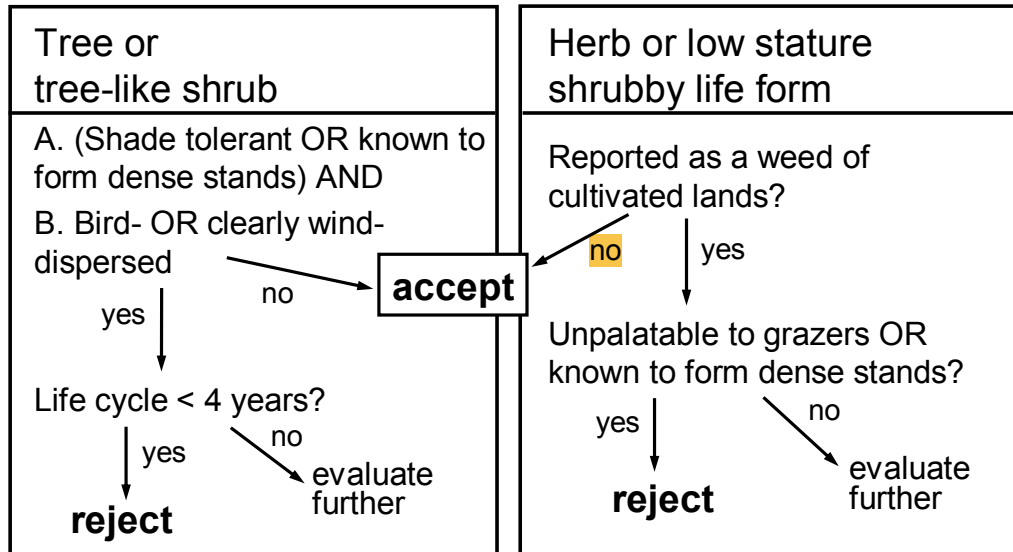 Tree or
tree-like shrub
A. (Shade tolerant OR known to
form dense stands) AND
B. Bird- OR clearly wind-
dispersed
no
yes
Life cycle < 4 years?
yes
no
reject
evaluate
further
accept
Herb or low stature
shrubby life form
Reported as a weed of
cultivated lands?
no
yes
Unpalatable to grazers OR
known to form dense stands?
yes
no
reject
evaluate
further